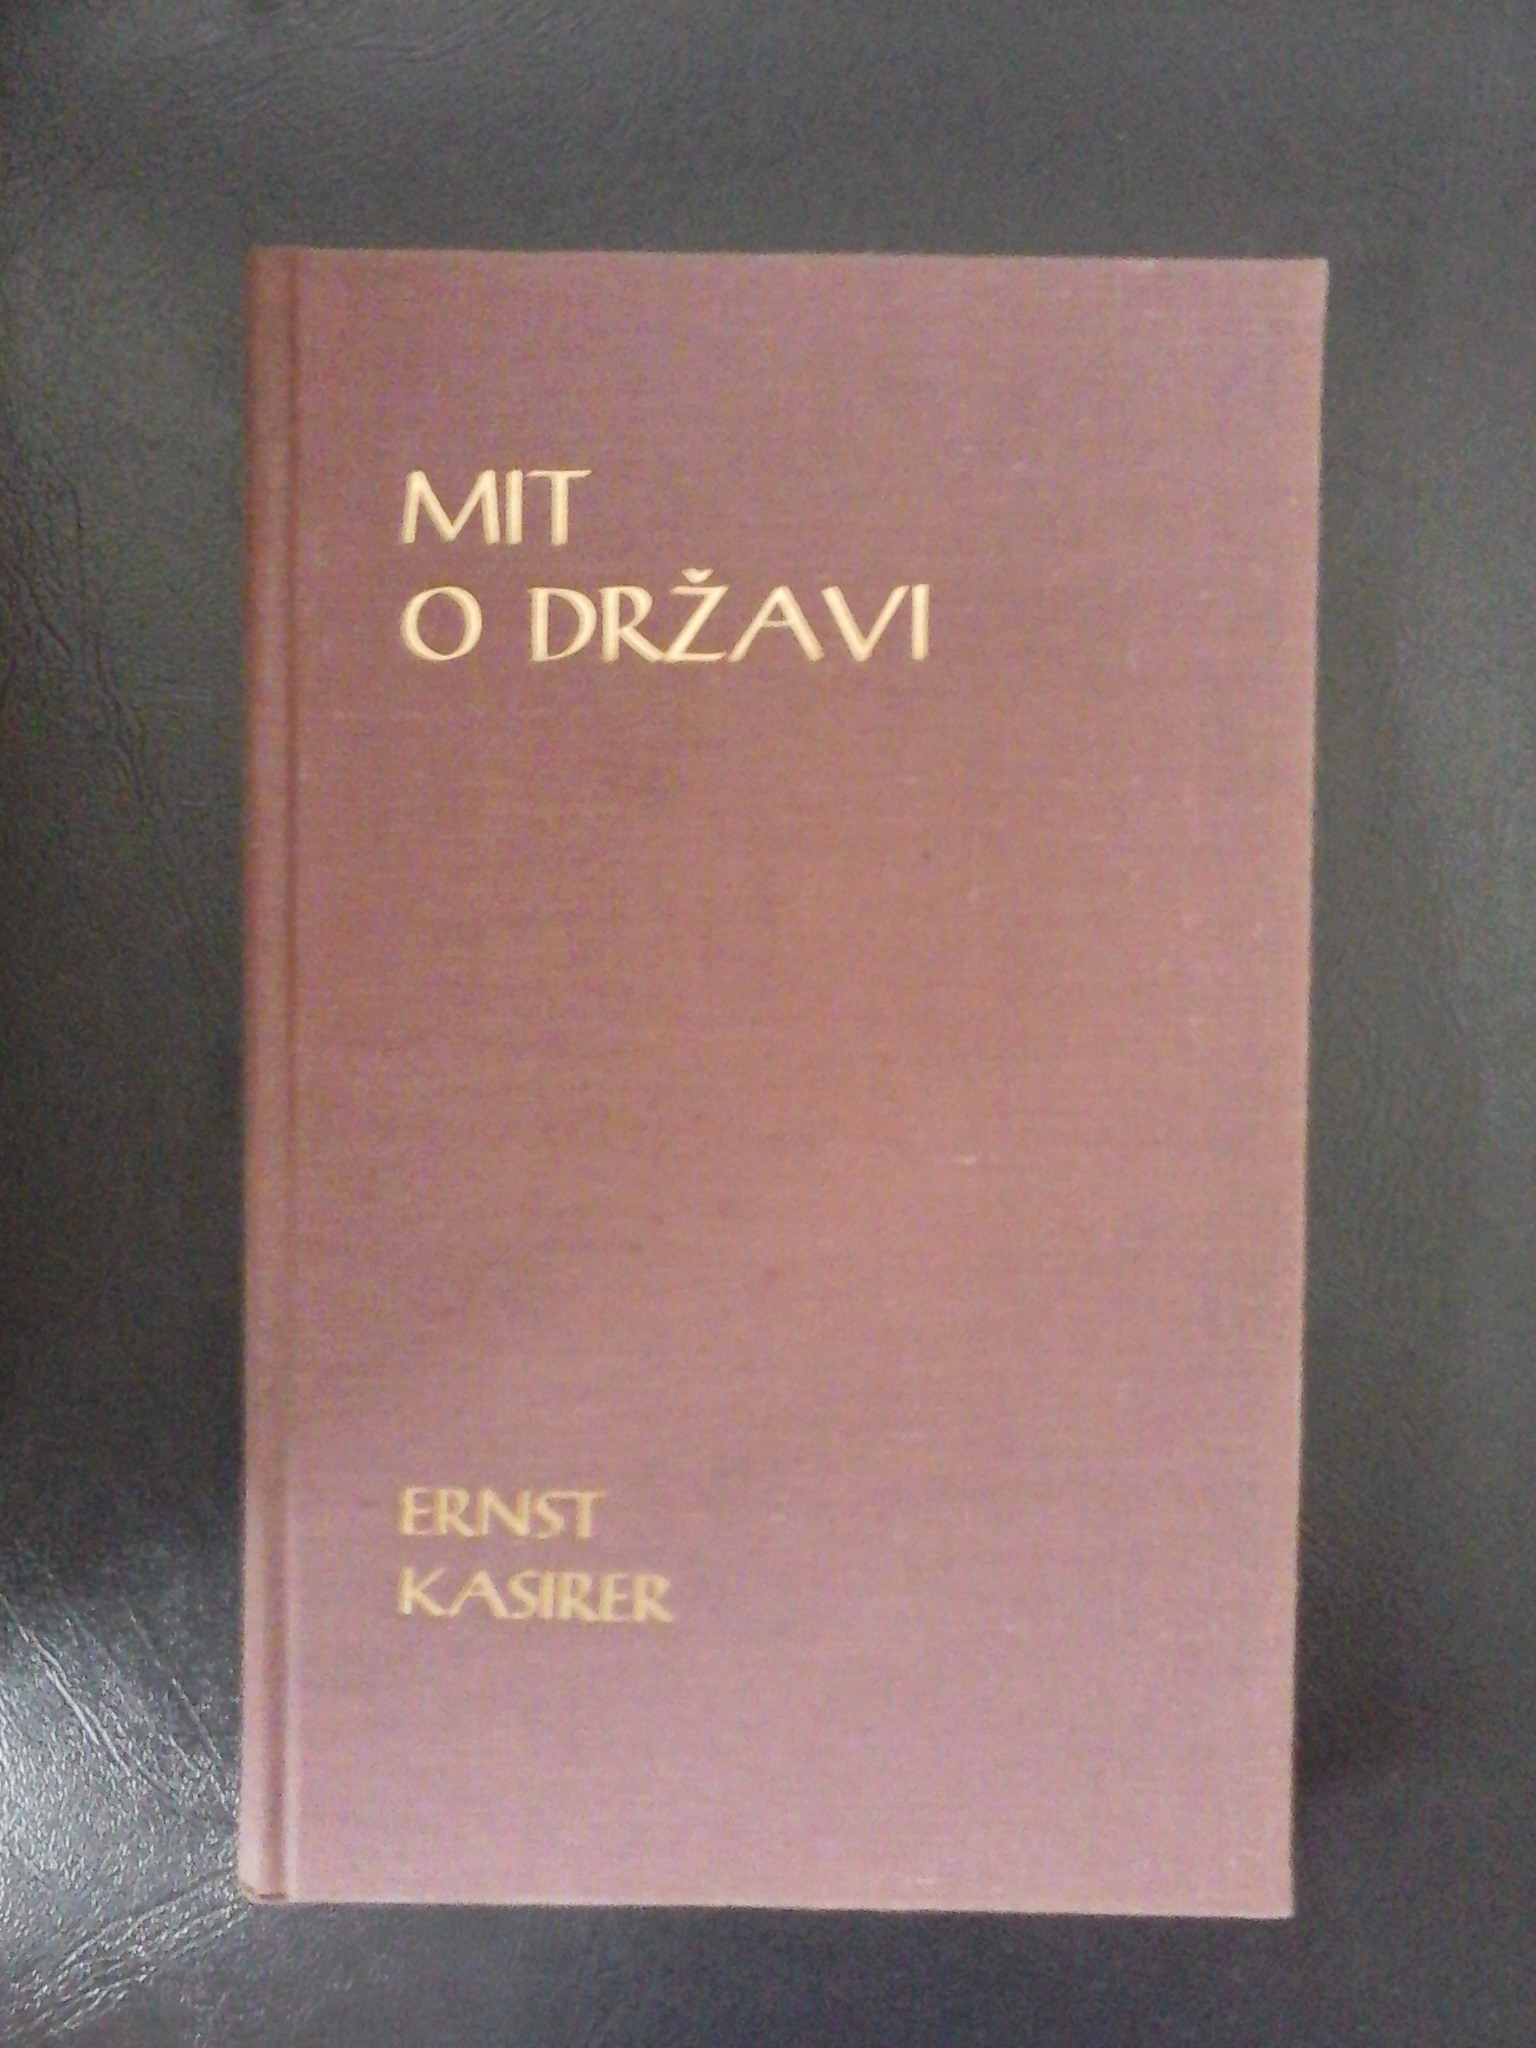 MIT
O DRŽAVI
ERNST
KASIRER